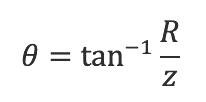 θ = tan⁻¹ R/z